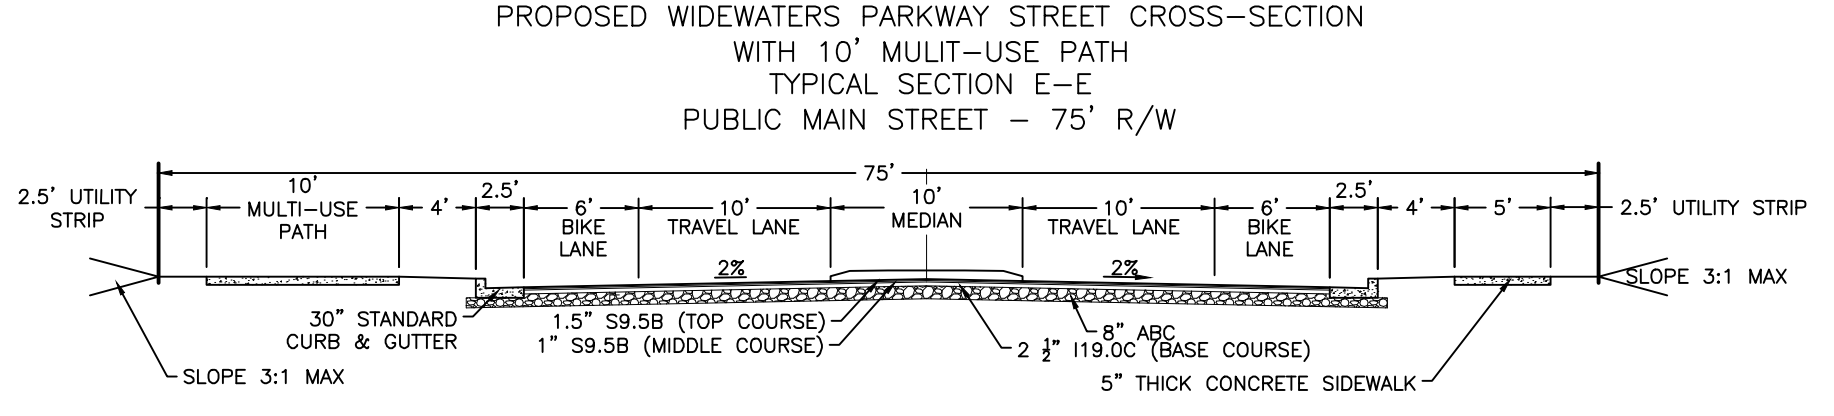 PROPOSED WIDEWATERS PARKWAY STREET CROSS-SECTION
WITH 10' MULIT-USE PATH
TYPICAL SECTION E-E
PUBLIC MAIN STREET - 75' R/W
75'
2.5' UTILITY
STRIP
10'
MULTI-USE
PATH
4'
2.5'
6'
BIKE
LANE
10'
TRAVEL LANE
10'
MEDIAN
10'
TRAVEL LANE
6'
BIKE
LANE
2.5'
4'
5'
2.5' UTILITY STRIP
2%
2%
SLOPE 3:1 MAX
30" STANDARD
CURB & GUTTER
1.5" S9.5B (TOP COURSE)
1" S9.5B (MIDDLE COURSE)
8" ABC
2 ½" I19.0C (BASE COURSE)
SLOPE 3:1 MAX
5" THICK CONCRETE SIDEWALK